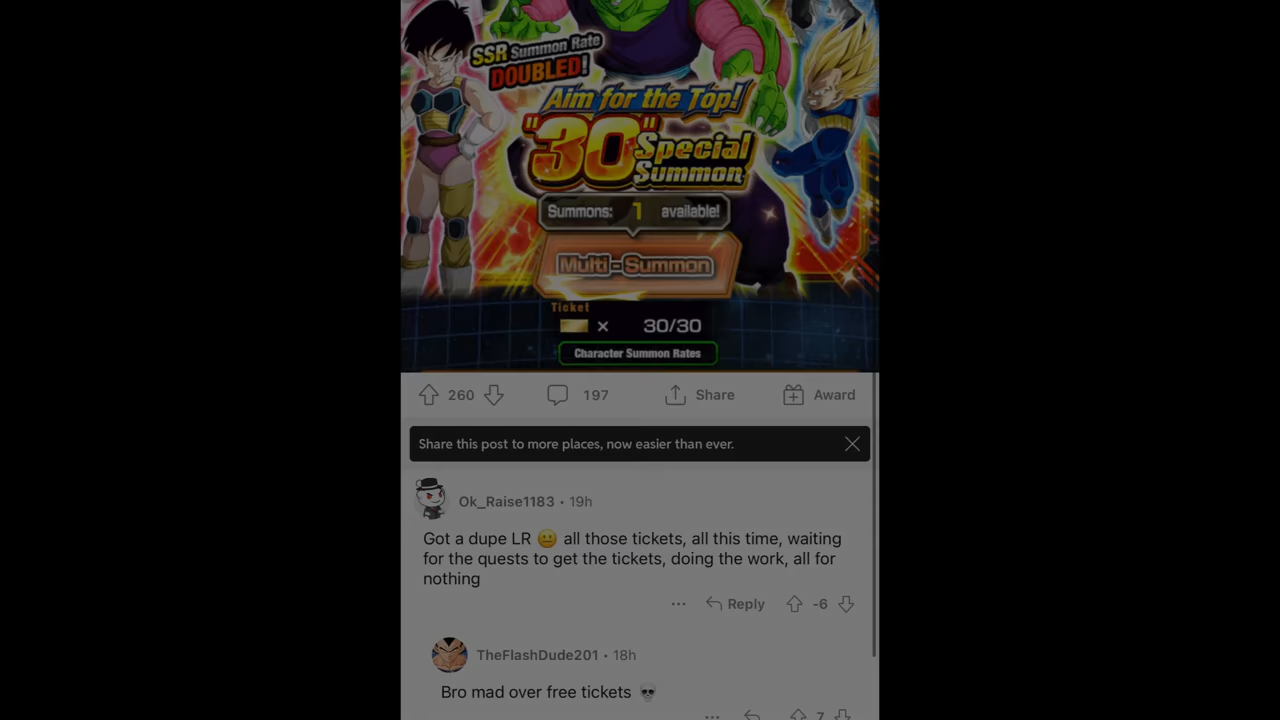 SSR Summon Rate
DOUBLED!
Aim for the Top!
"30" Special
Summon
Summons: 1 available!
Multi-Summon
Ticket
× 30/30
Character Summon Rates
260 197 Share Award
Share this post to more places, now easier than ever.
Ok_Raise1183 • 19h
Got a dupe LR 😐 all those tickets, all this time, waiting
for the quests to get the tickets, doing the work, all for
nothing
... Reply -6
TheFlashDude201 • 18h
Bro mad over free tickets 💀
... 7